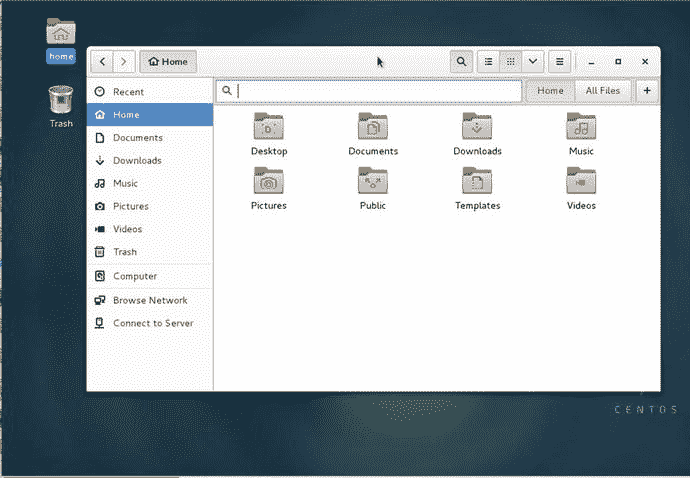 home
Trash
Home
Recent
Home
Documents
Downloads
Music
Pictures
Videos
Trash
Computer
Browse Network
Connect to Server
Home All Files
Desktop Documents Downloads Music
Pictures Public Templates Videos
CENTOS